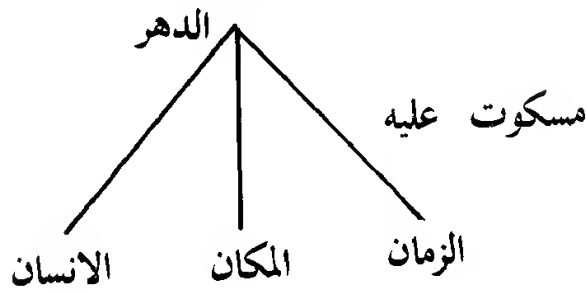 الدهر
مسكوت عليه
الزمان
المكان
الانسان